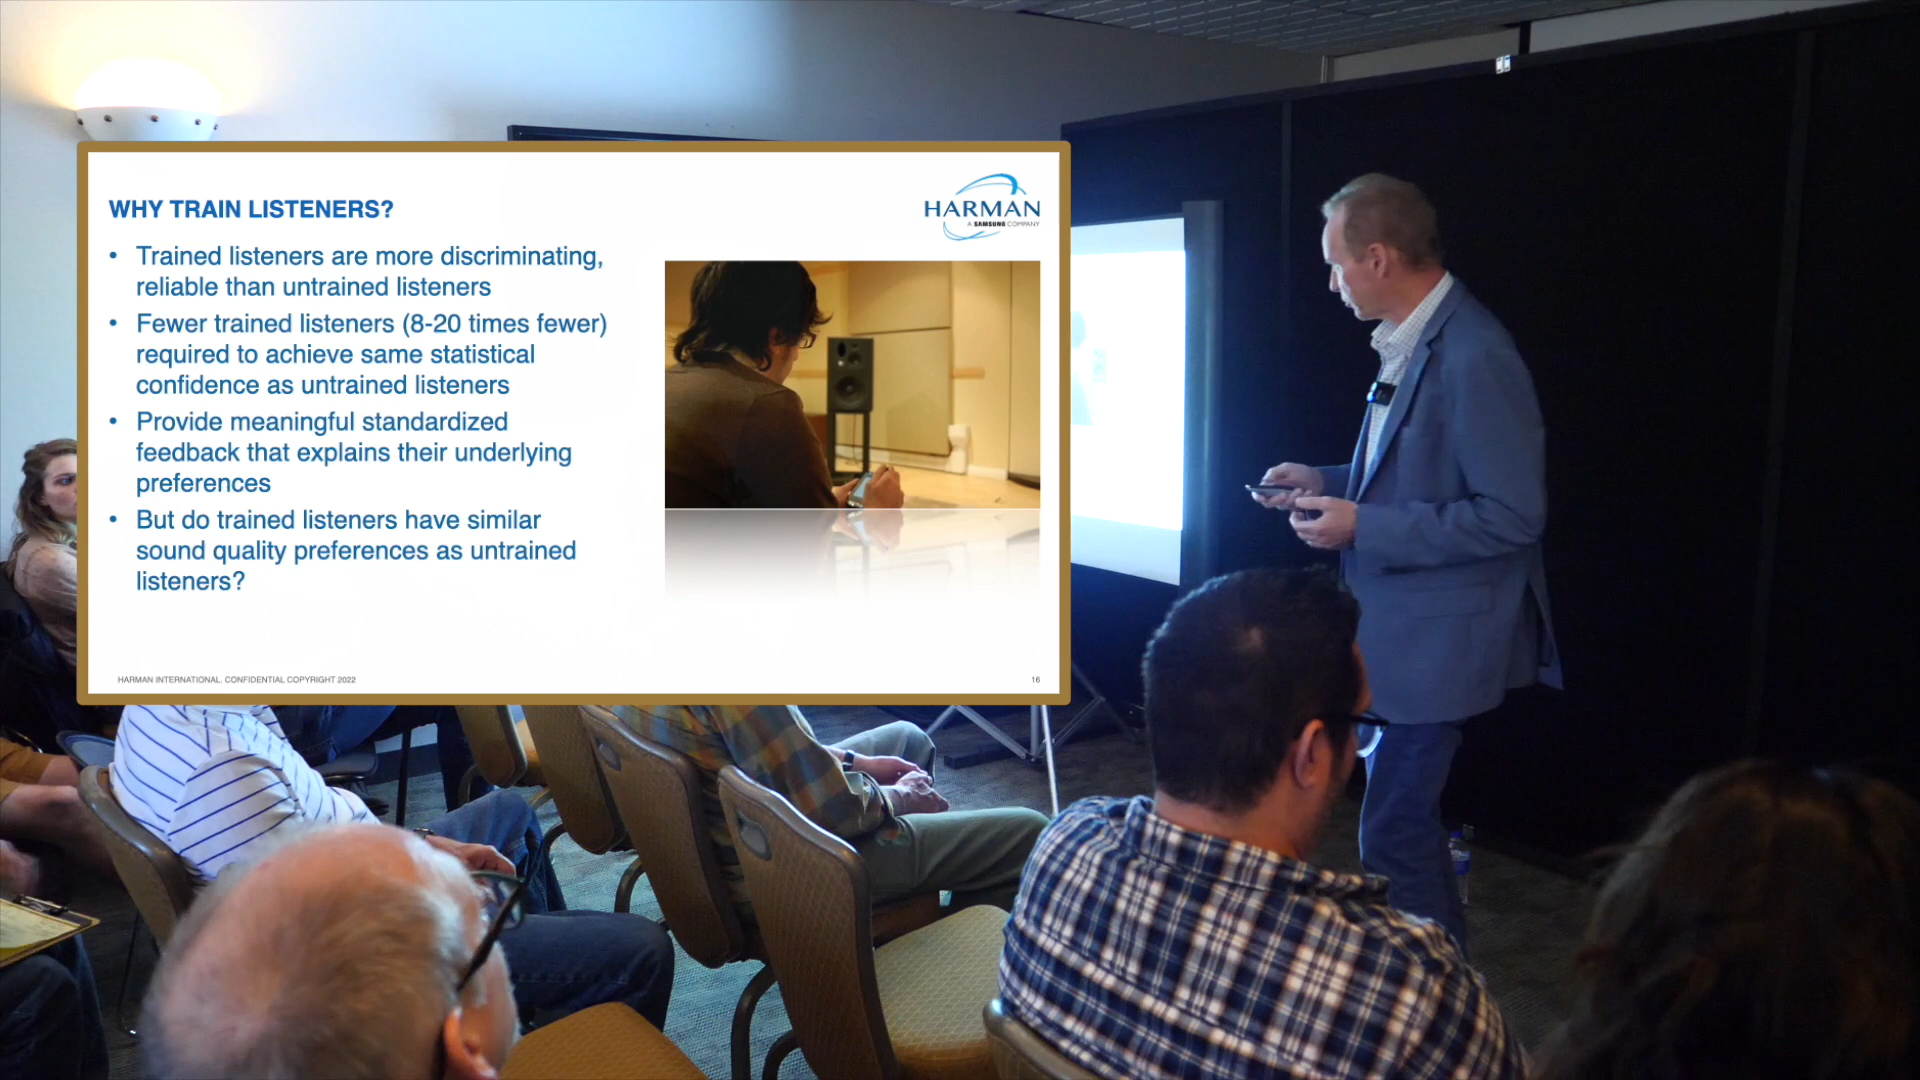 WHY TRAIN LISTENERS?
HARMAN
A SAMSUNG COMPANY
• Trained listeners are more discriminating,
reliable than untrained listeners
• Fewer trained listeners (8-20 times fewer)
required to achieve same statistical
confidence as untrained listeners
• Provide meaningful standardized
feedback that explains their underlying
preferences
• But do trained listeners have similar
sound quality preferences as untrained
listeners?
HARMAN INTERNATIONAL. CONFIDENTIAL COPYRIGHT 2022
16